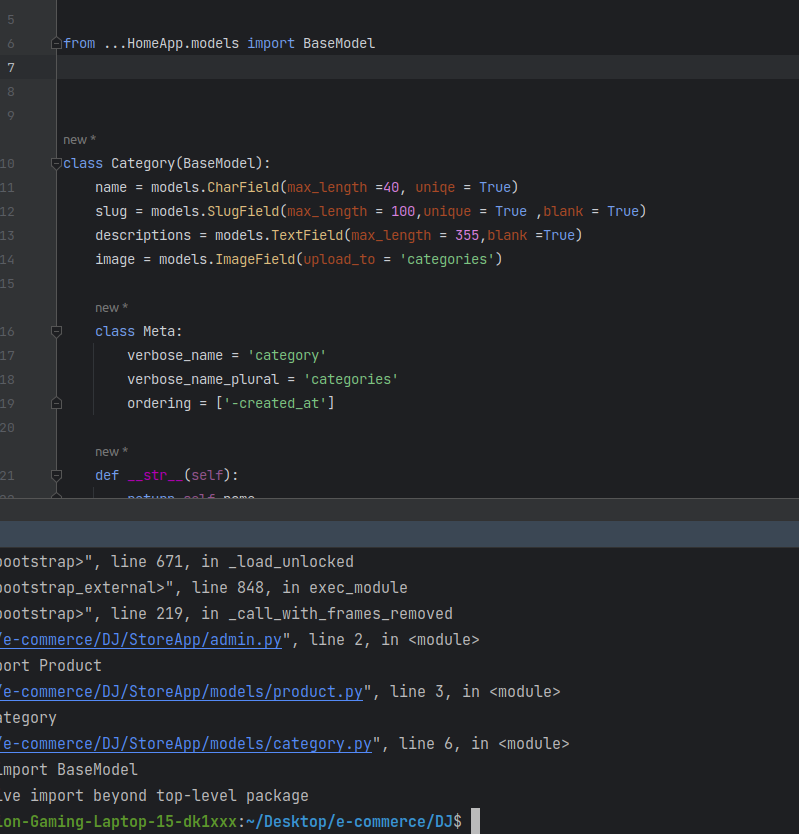 5
6 from ...HomeApp.models import BaseModel
7
8
9
new *
10 class Category(BaseModel):
11 name = models.CharField(max_length =40, uniqe = True)
12 slug = models.SlugField(max_length = 100,unique = True ,blank = True)
13 descriptions = models.TextField(max_length = 355,blank =True)
14 image = models.ImageField(upload_to = 'categories')
15
new *
16 class Meta:
17 verbose_name = 'category'
18 verbose_name_plural = 'categories'
19 ordering = ['-created_at']
20
new *
21 def __str__(self):
22 return self.name
bootstrap>", line 671, in _load_unlocked
bootstrap_external>", line 848, in exec_module
bootstrap>", line 219, in _call_with_frames_removed
/e-commerce/DJ/StoreApp/admin.py", line 2, in <module>
port Product
/e-commerce/DJ/StoreApp/models/product.py", line 3, in <module>
ategory
/e-commerce/DJ/StoreApp/models/category.py", line 6, in <module>
import BaseModel
ive import beyond top-level package
ion-Gaming-Laptop-15-dk1xxx:~/Desktop/e-commerce/DJ$